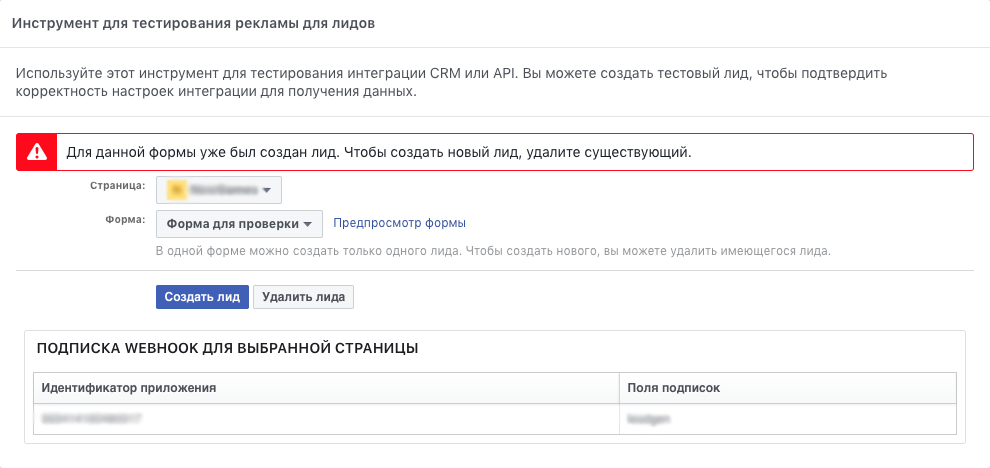 Инструмент для тестирования рекламы для лидов
Используйте этот инструмент для тестирования интеграции CRM или API. Вы можете создать тестовый лид, чтобы подтвердить
корректность настроек интеграции для получения данных.
Для данной формы уже был создан лид. Чтобы создать новый лид, удалите существующий.
Страница:
Форма: Форма для проверки Предпросмотр формы
В одной форме можно создать только одного лида. Чтобы создать нового, вы можете удалить имеющегося лида.
Создать лид Удалить лида
ПОДПИСКА WEBHOOK ДЛЯ ВЫБРАННОЙ СТРАНИЦЫ
Идентификатор приложения Поля подписок